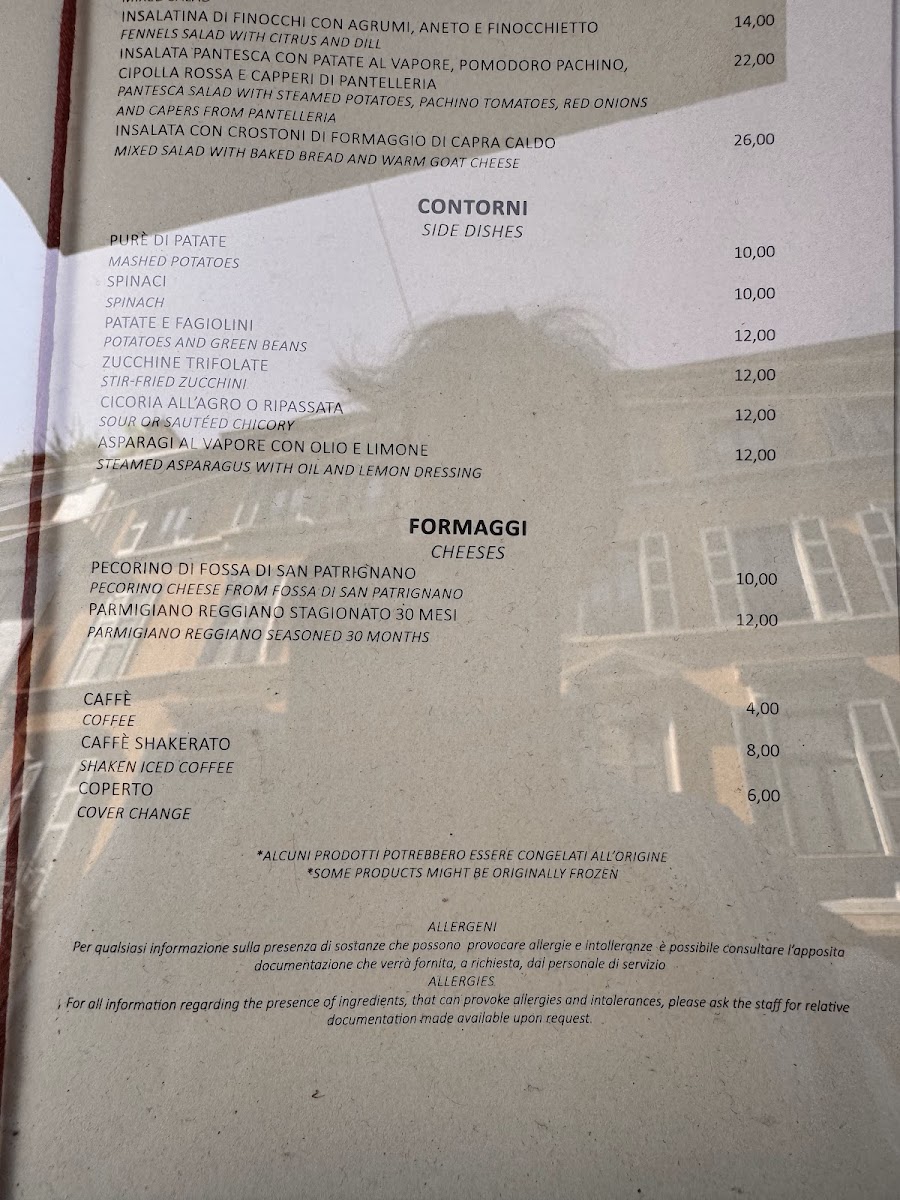 MIXED SALAD
INSALATINA DI FINOCCHI CON AGRUMI, ANETO E FINOCCHIETTO 14,00
FENNELS SALAD WITH CITRUS AND DILL
INSALATA PANTESCA CON PATATE AL VAPORE, POMODORO PACHINO, 22,00
CIPOLLA ROSSA E CAPPERI DI PANTELLERIA
PANTESCA SALAD WITH STEAMED POTATOES, PACHINO TOMATOES, RED ONIONS
AND CAPERS FROM PANTELLERIA
INSALATA CON CROSTONI DI FORMAGGIO DI CAPRA CALDO 26,00
MIXED SALAD WITH BAKED BREAD AND WARM GOAT CHEESE
CONTORNI
SIDE DISHES
PURÈ DI PATATE 10,00
MASHED POTATOES
SPINACI 10,00
SPINACH
PATATE E FAGIOLINI 12,00
POTATOES AND GREEN BEANS
ZUCCHINE TRIFOLATE 12,00
STIR-FRIED ZUCCHINI
CICORIA ALL'AGRO O RIPASSATA 12,00
SOUR OR SAUTÉED CHICORY
ASPARAGI AL VAPORE CON OLIO E LIMONE 12,00
STEAMED ASPARAGUS WITH OIL AND LEMON DRESSING
FORMAGGI
CHEESES
PECORINO DI FOSSA DI SAN PATRIGNANO 10,00
PECORINO CHEESE FROM FOSSA DI SAN PATRIGNANO
PARMIGIANO REGGIANO STAGIONATO 30 MESI 12,00
PARMIGIANO REGGIANO SEASONED 30 MONTHS
CAFFÈ 4,00
COFFEE
CAFFÈ SHAKERATO 8,00
SHAKEN ICED COFFEE
COPERTO 6,00
COVER CHANGE
*ALCUNI PRODOTTI POTREBBERO ESSERE CONGELATI ALL'ORIGINE
*SOME PRODUCTS MIGHT BE ORIGINALLY FROZEN
ALLERGENI
Per qualsiasi informazione sulla presenza di sostanze che possono provocare allergie e intolleranze è possibile consultare l'apposita
documentazione che verrà fornita, a richiesta, dal personale di servizio
ALLERGIES
For all information regarding the presence of ingredients, that can provoke allergies and intolerances, please ask the staff for relative
documentation made available upon request.